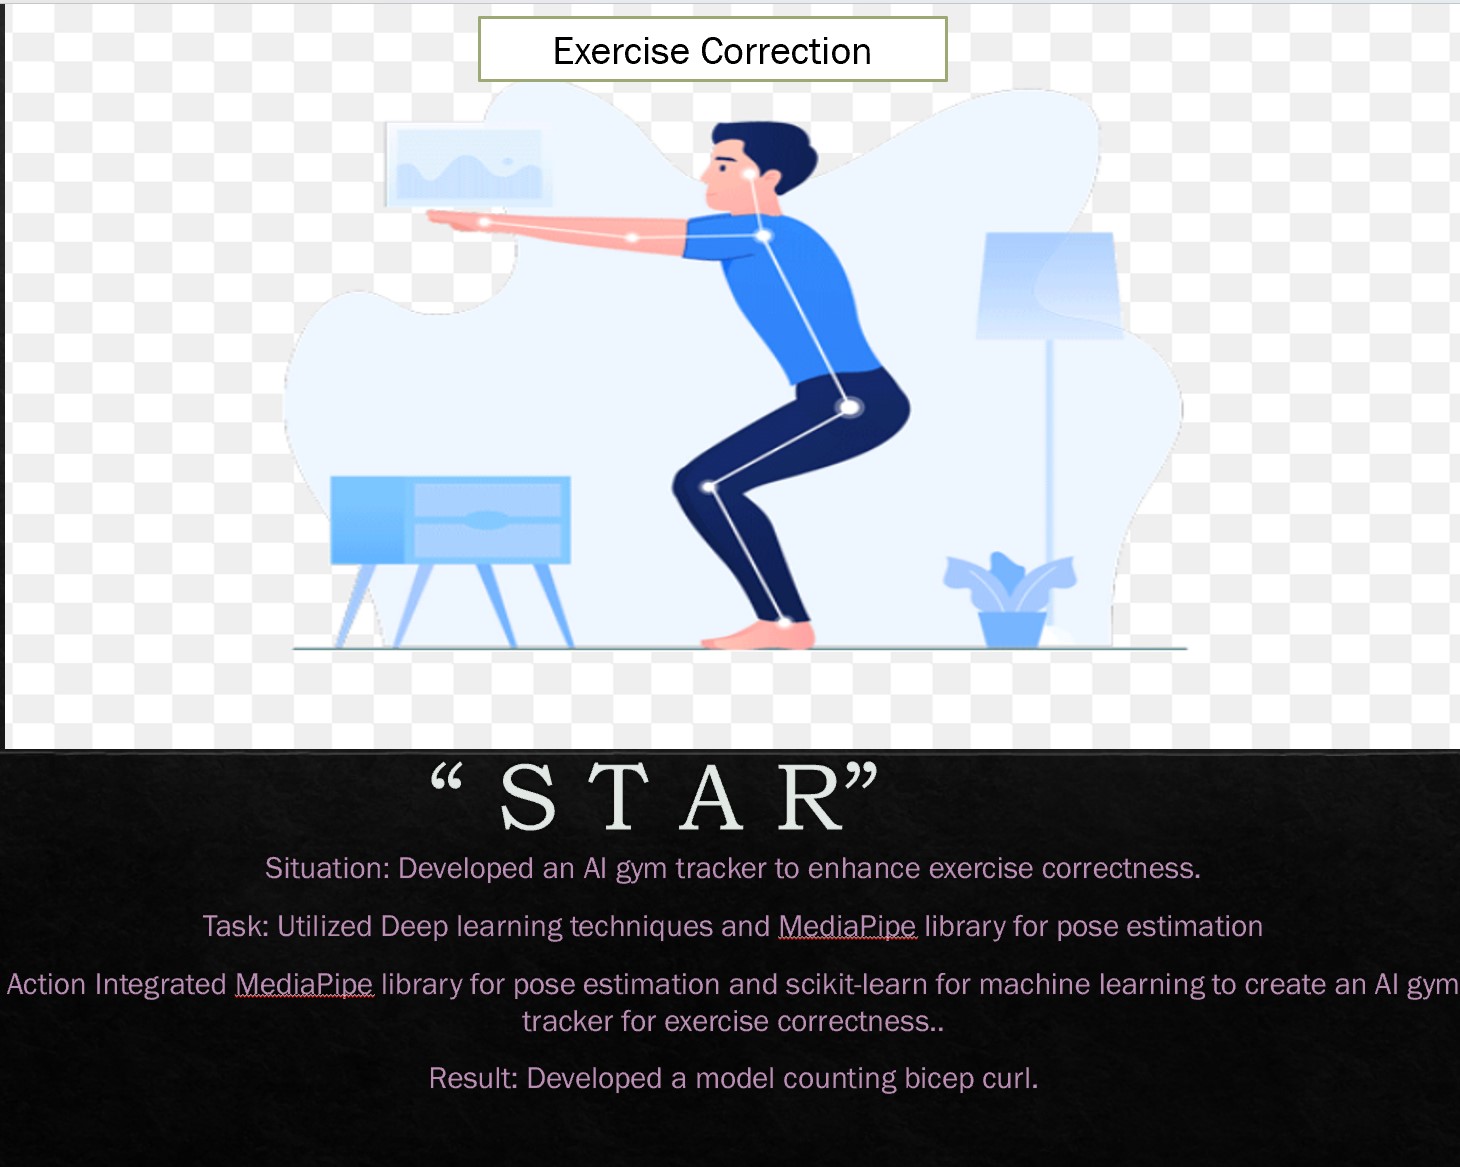 Exercise Correction
“ S T A R”
Situation: Developed an AI gym tracker to enhance exercise correctness.
Task: Utilized Deep learning techniques and MediaPipe library for pose estimation
Action Integrated MediaPipe library for pose estimation and scikit-learn for machine learning to create an AI gym
tracker for exercise correctness..
Result: Developed a model counting bicep curl.